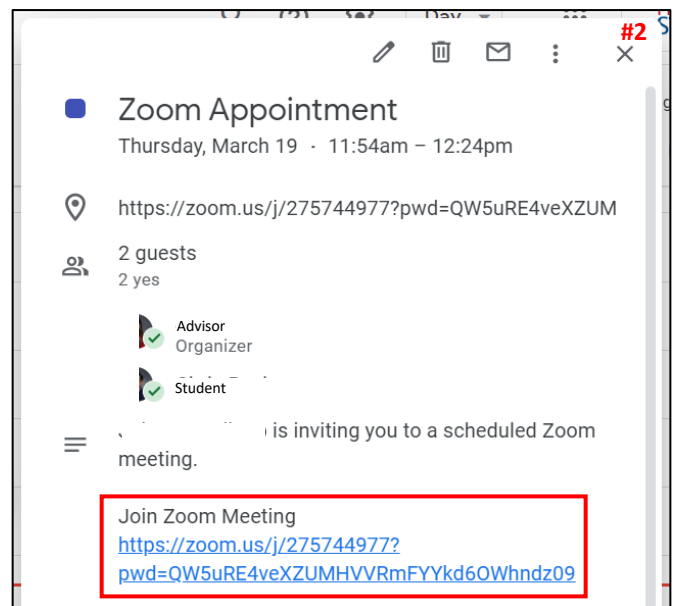 Day
#2
Zoom Appointment
Thursday, March 19 · 11:54am – 12:24pm
https://zoom.us/j/275744977?pwd=QW5uRE4veXZUM
2 guests
2 yes
Advisor
Organizer
Student
is inviting you to a scheduled Zoom
meeting.
Join Zoom Meeting
https://zoom.us/j/275744977?
pwd=QW5uRE4veXZUMHVVRmFYYkd6OWhndz09